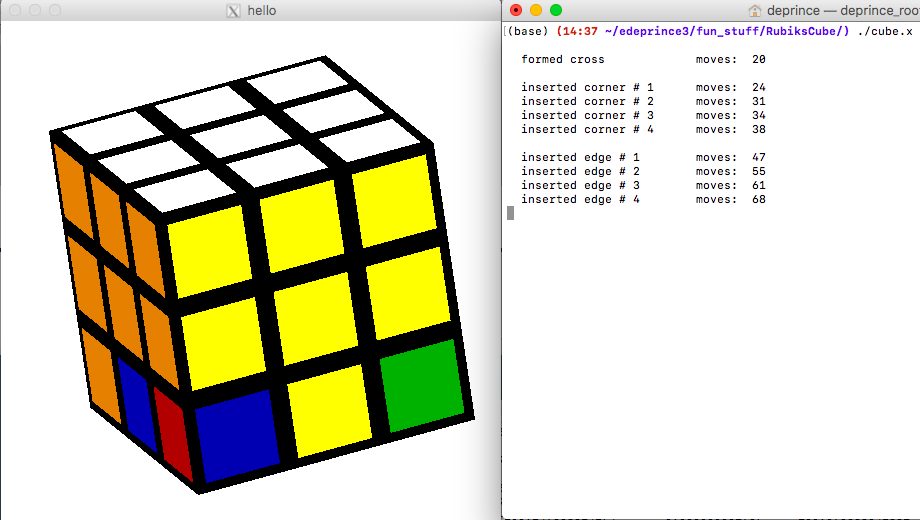 hello
deprince — deprince_roo
(base) (14:37 ~/edeprince3/fun_stuff/RubiksCube/) ./cube.x
formed cross moves: 20
inserted corner # 1 moves: 24
inserted corner # 2 moves: 31
inserted corner # 3 moves: 34
inserted corner # 4 moves: 38
inserted edge # 1 moves: 47
inserted edge # 2 moves: 55
inserted edge # 3 moves: 61
inserted edge # 4 moves: 68